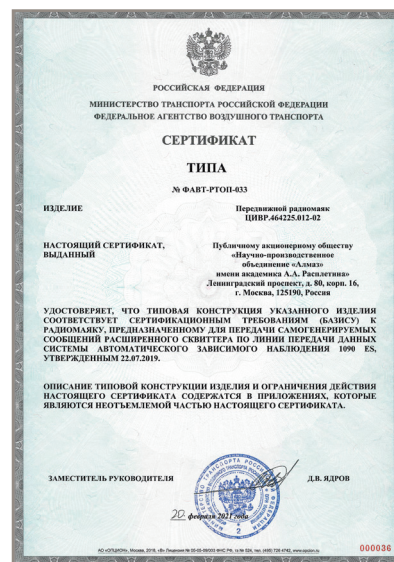 РОССИЙСКАЯ ФЕДЕРАЦИЯ
МИНИСТЕРСТВО ТРАНСПОРТА РОССИЙСКОЙ ФЕДЕРАЦИИ
ФЕДЕРАЛЬНОЕ АГЕНТСТВО ВОЗДУШНОГО ТРАНСПОРТА
СЕРТИФИКАТ
ТИПА
№ ФАВТ-РТОП-033
ИЗДЕЛИЕ
Передвижной радиомаяк
ЦИВР.464225.012-02
НАСТОЯЩИЙ СЕРТИФИКАТ,
ВЫДАННЫЙ
Публичному акционерному обществу
«Научно-производственное
объединение «Алмаз»
имени академика А.А. Расплетина»
Ленинградский проспект, д. 80, корп. 16,
г. Москва, 125190, Россия
УДОСТОВЕРЯЕТ, ЧТО ТИПОВАЯ КОНСТРУКЦИЯ УКАЗАННОГО ИЗДЕЛИЯ
СООТВЕТСТВУЕТ СЕРТИФИКАЦИОННЫМ ТРЕБОВАНИЯМ (БАЗИСУ) К
РАДИОМАЯКУ, ПРЕДНАЗНАЧЕННОМУ ДЛЯ ПЕРЕДАЧИ САМОГЕНЕРИРУЕМЫХ
СООБЩЕНИЙ РАСШИРЕННОГО СКВИТТЕРА ПО ЛИНИИ ПЕРЕДАЧИ ДАННЫХ
СИСТЕМЫ АВТОМАТИЧЕСКОГО ЗАВИСИМОГО НАБЛЮДЕНИЯ 1090 ES,
УТВЕРЖДЕННЫМ 22.07.2019.
ОПИСАНИЕ ТИПОВОЙ КОНСТРУКЦИИ ИЗДЕЛИЯ И ОГРАНИЧЕНИЯ ДЕЙСТВИЯ
НАСТОЯЩЕГО СЕРТИФИКАТА СОДЕРЖАТСЯ В ПРИЛОЖЕНИЯХ, КОТОРЫЕ
ЯВЛЯЮТСЯ НЕОТЪЕМЛЕМОЙ ЧАСТЬЮ НАСТОЯЩЕГО СЕРТИФИКАТА.
ЗАМЕСТИТЕЛЬ РУКОВОДИТЕЛЯ
Д.В. ЯДРОВ
20 февраля 2021 года
000036